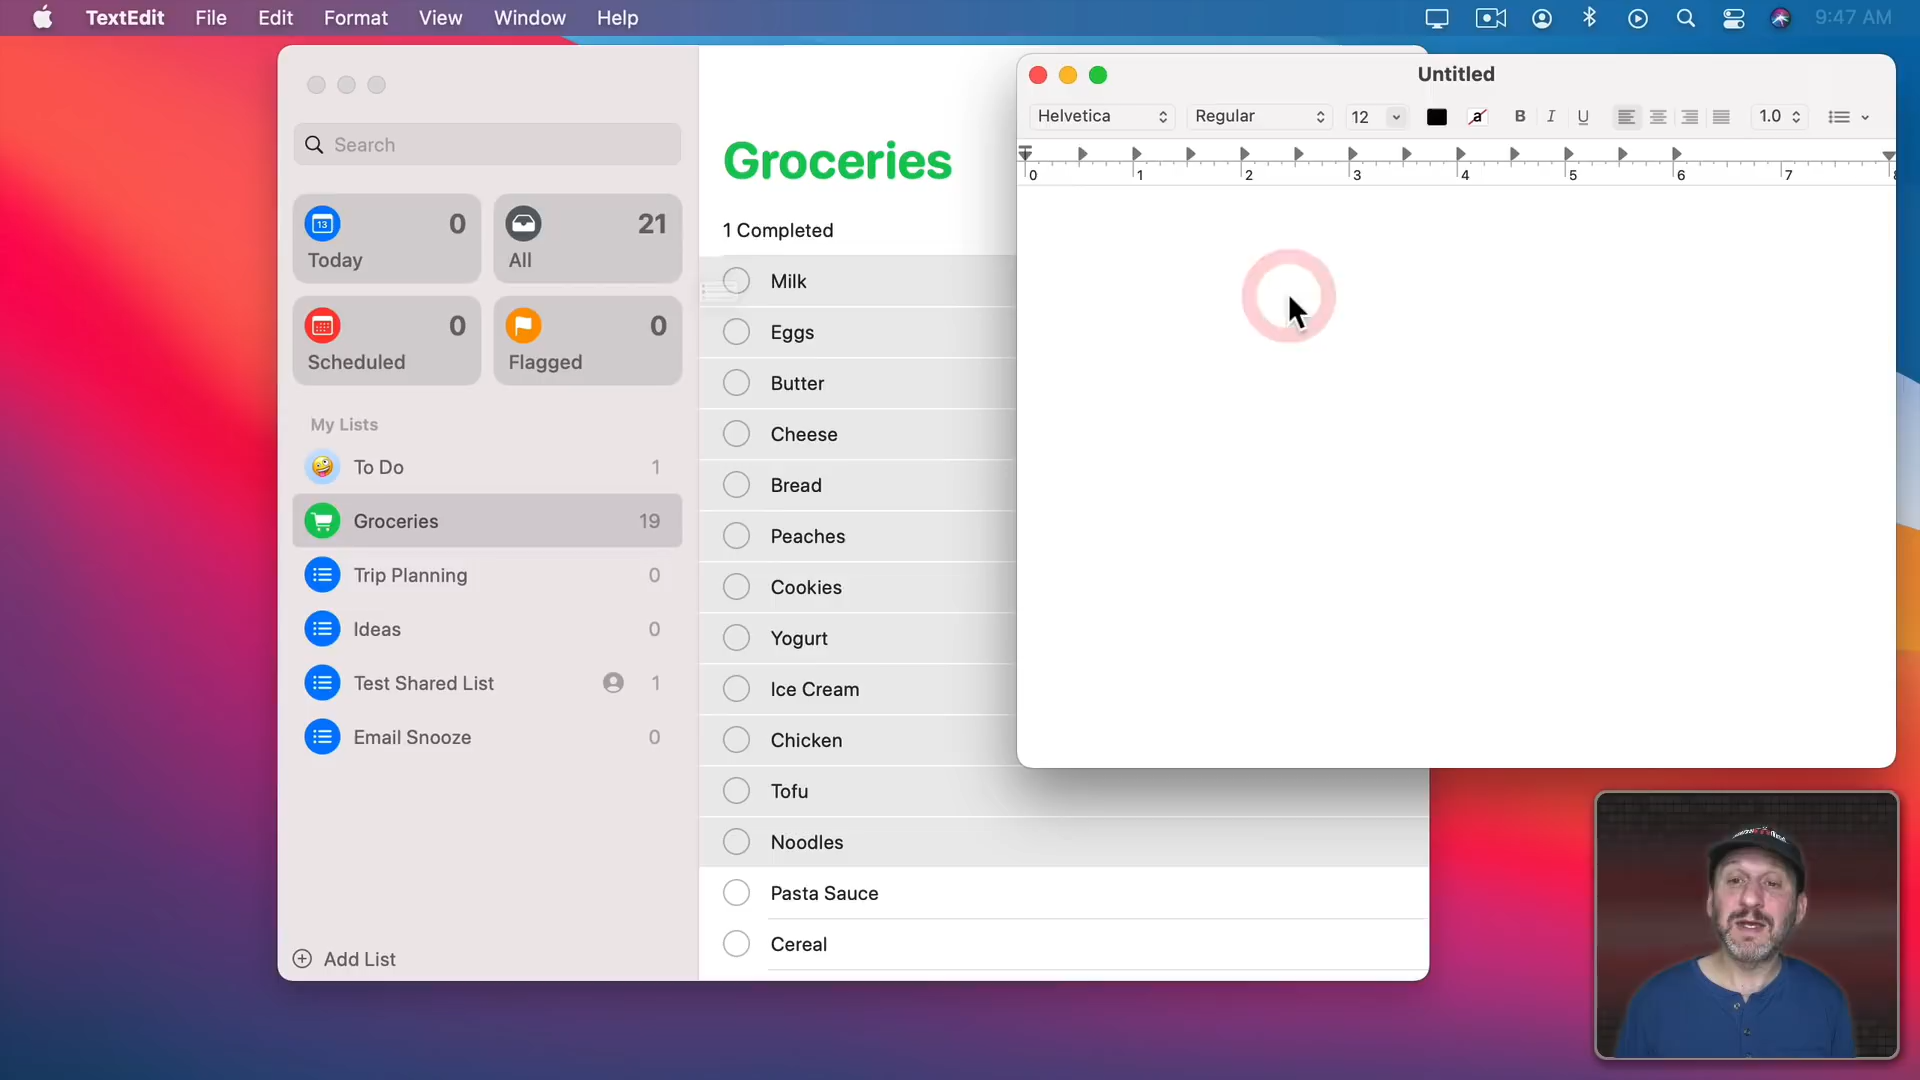 TextEdit File Edit Format View Window Help 9:47 AM
Search
13 0
Today
21
All
0
Scheduled
0
Flagged
My Lists
To Do 1
Groceries 19
Trip Planning 0
Ideas 0
Test Shared List 1
Email Snooze 0
Add List
Groceries
1 Completed
Milk
Eggs
Butter
Cheese
Bread
Peaches
Cookies
Yogurt
Ice Cream
Chicken
Tofu
Noodles
Pasta Sauce
Cereal
Untitled
Helvetica Regular 12 a B I U 1.0
0 1 2 3 4 5 6 7